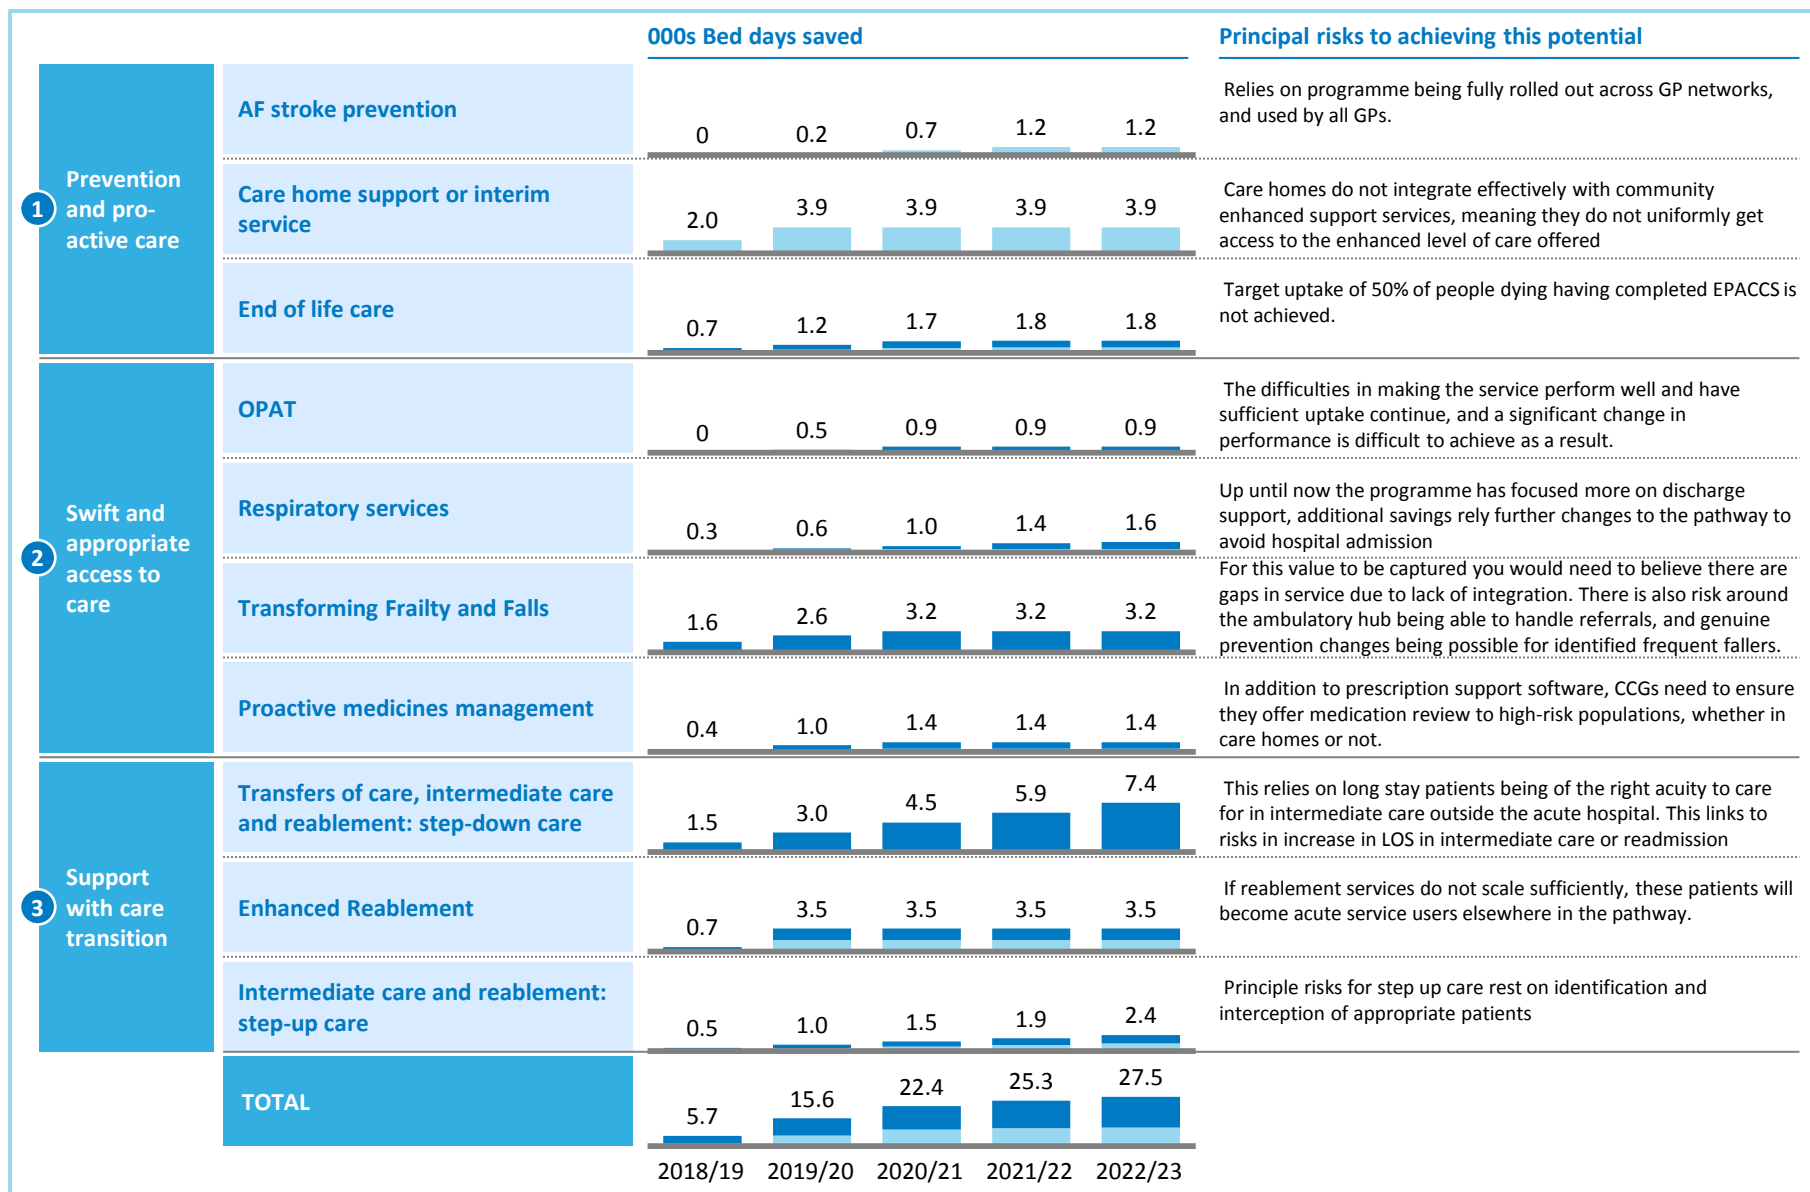 000s Bed days saved
Principal risks to achieving this potential
1
Prevention
and pro-
active care
AF stroke prevention
0 0.2 0.7 1.2 1.2
Relies on programme being fully rolled out across GP networks,
and used by all GPs.
Care home support or interim
service
2.0 3.9 3.9 3.9 3.9
Care homes do not integrate effectively with community
enhanced support services, meaning they do not uniformly get
access to the enhanced level of care offered
End of life care
0.7 1.2 1.7 1.8 1.8
Target uptake of 50% of people dying having completed EPACCS is
not achieved.
2
Swift and
appropriate
access to
care
OPAT
0 0.5 0.9 0.9 0.9
The difficulties in making the service perform well and have
sufficient uptake continue, and a significant change in
performance is difficult to achieve as a result.
Respiratory services
0.3 0.6 1.0 1.4 1.6
Up until now the programme has focused more on discharge
support, additional savings rely further changes to the pathway to
avoid hospital admission
Transforming Frailty and Falls
1.6 2.6 3.2 3.2 3.2
For this value to be captured you would need to believe there are
gaps in service due to lack of integration. There is also risk around
the ambulatory hub being able to handle referrals, and genuine
prevention changes being possible for identified frequent fallers.
Proactive medicines management
0.4 1.0 1.4 1.4 1.4
In addition to prescription support software, CCGs need to ensure
they offer medication review to high-risk populations, whether in
care homes or not.
3
Support
with care
transition
Transfers of care, intermediate care
and reablement: step-down care
1.5 3.0 4.5 5.9 7.4
This relies on long stay patients being of the right acuity to care
for in intermediate care outside the acute hospital. This links to
risks in increase in LOS in intermediate care or readmission
Enhanced Reablement
0.7 3.5 3.5 3.5 3.5
If reablement services do not scale sufficiently, these patients will
become acute service users elsewhere in the pathway.
Intermediate care and reablement:
step-up care
0.5 1.0 1.5 1.9 2.4
Principle risks for step up care rest on identification and
interception of appropriate patients
TOTAL
5.7 15.6 22.4 25.3 27.5
2018/19 2019/20 2020/21 2021/22 2022/23